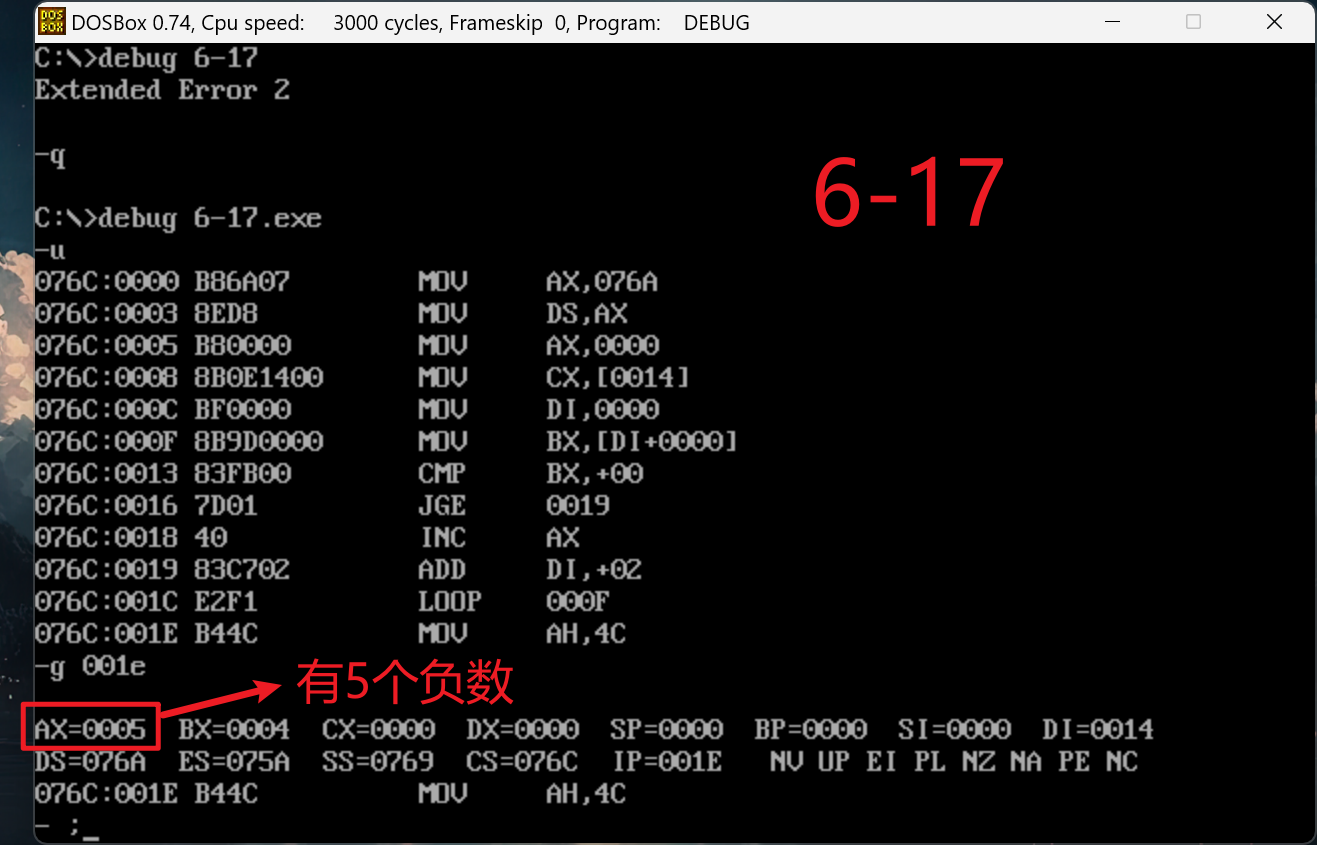 DOSBox 0.74, Cpu speed: 3000 cycles, Frameskip 0, Program: DEBUG
C:\>debug 6-17
Extended Error 2
-q
6-17
C:\>debug 6-17.exe
-u
076C:0000 B86A07 MOV AX,076A
076C:0003 8ED8 MOV DS,AX
076C:0005 B80000 MOV AX,0000
076C:0008 8B0E1400 MOV CX,[0014]
076C:000C BF0000 MOV DI,0000
076C:000F 8B9D0000 MOV BX,[DI+0000]
076C:0013 83FB00 CMP BX,+00
076C:0016 7D01 JGE 0019
076C:0018 40 INC AX
076C:0019 83C702 ADD DI,+02
076C:001C E2F1 LOOP 000F
076C:001E B44C MOV AH,4C
-g 001e
有5个负数
AX=0005 BX=0004 CX=0000 DX=0000 SP=0000 BP=0000 SI=0000 DI=0014
DS=076A ES=075A SS=0769 CS=076C IP=001E NV UP EI PL NZ NA PE NC
076C:001E B44C MOV AH,4C
- ;_